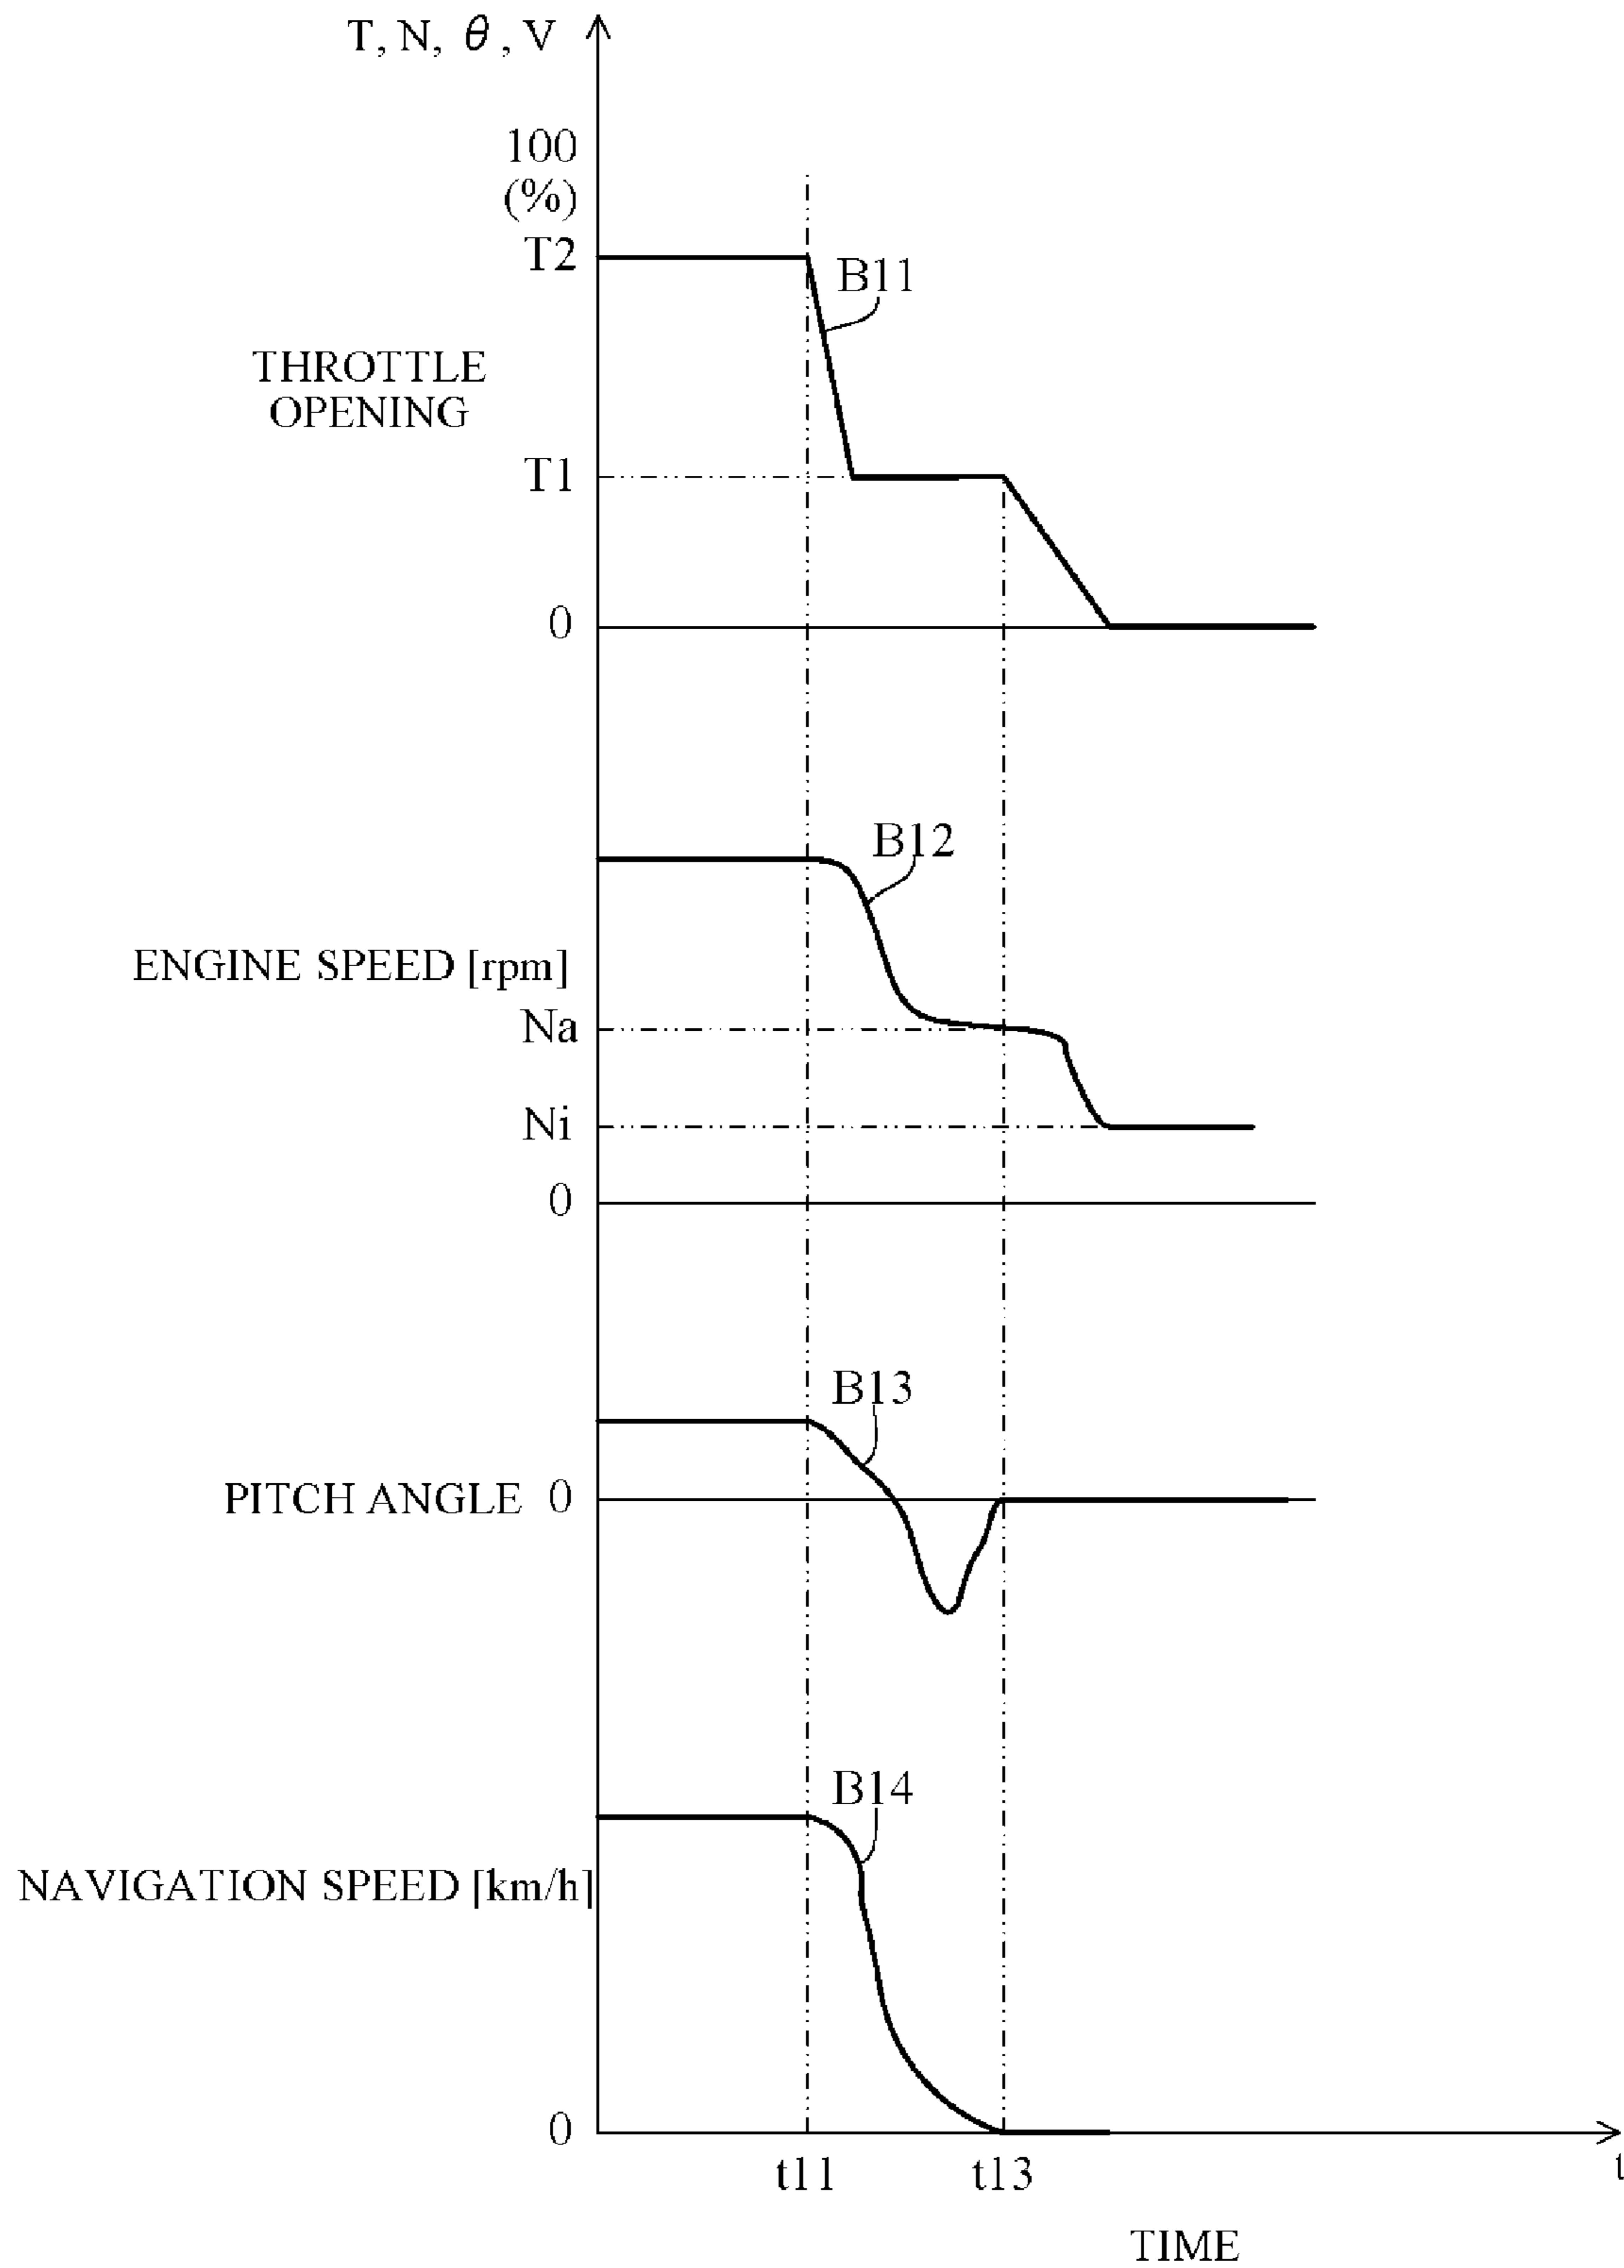 T, N, θ, V
100
(%)
T2
B11
THROTTLE
OPENING
T1
0
B12
ENGINE SPEED [rpm]
Na
Ni
0
B13
PITCH ANGLE 0
B14
NAVIGATION SPEED [km/h]
0
t11 t13
t
TIME